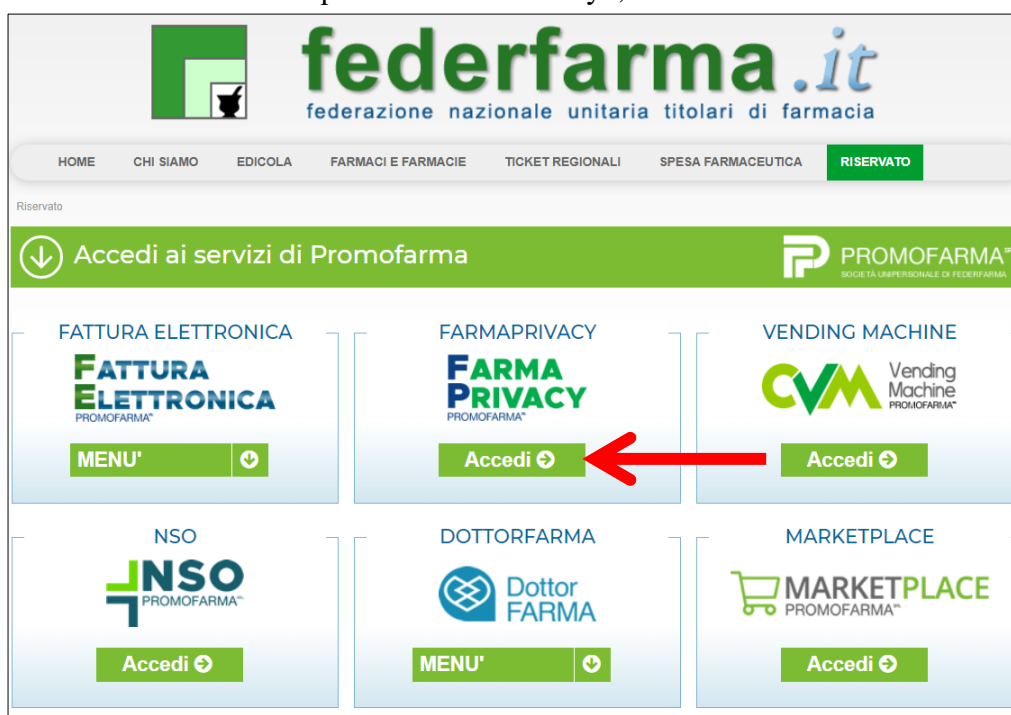 federfarma.it
federazione nazionale unitaria titolari di farmacia
HOME CHI SIAMO EDICOLA FARMACI E FARMACIE TICKET REGIONALI SPESA FARMACEUTICA RISERVATO
Riservato
Accedi ai servizi di Promofarma
PROMOFARMA
SOCIETÀ UNIPERSONALE DI FEDERFARMA
FATTURA ELETTRONICA
FATTURA
ELETTRONICA
PROMOFARMA
MENU'
FARMAPRIVACY
FARMA
PRIVACY
PROMOFARMA
Accedi
VENDING MACHINE
CVM
Vending
Machine
PROMOFARMA
Accedi
NSO
NSO
PROMOFARMA
Accedi
DOTTORFARMA
Dottor
FARMA
MENU'
MARKETPLACE
MARKETPLACE
PROMOFARMA
Accedi